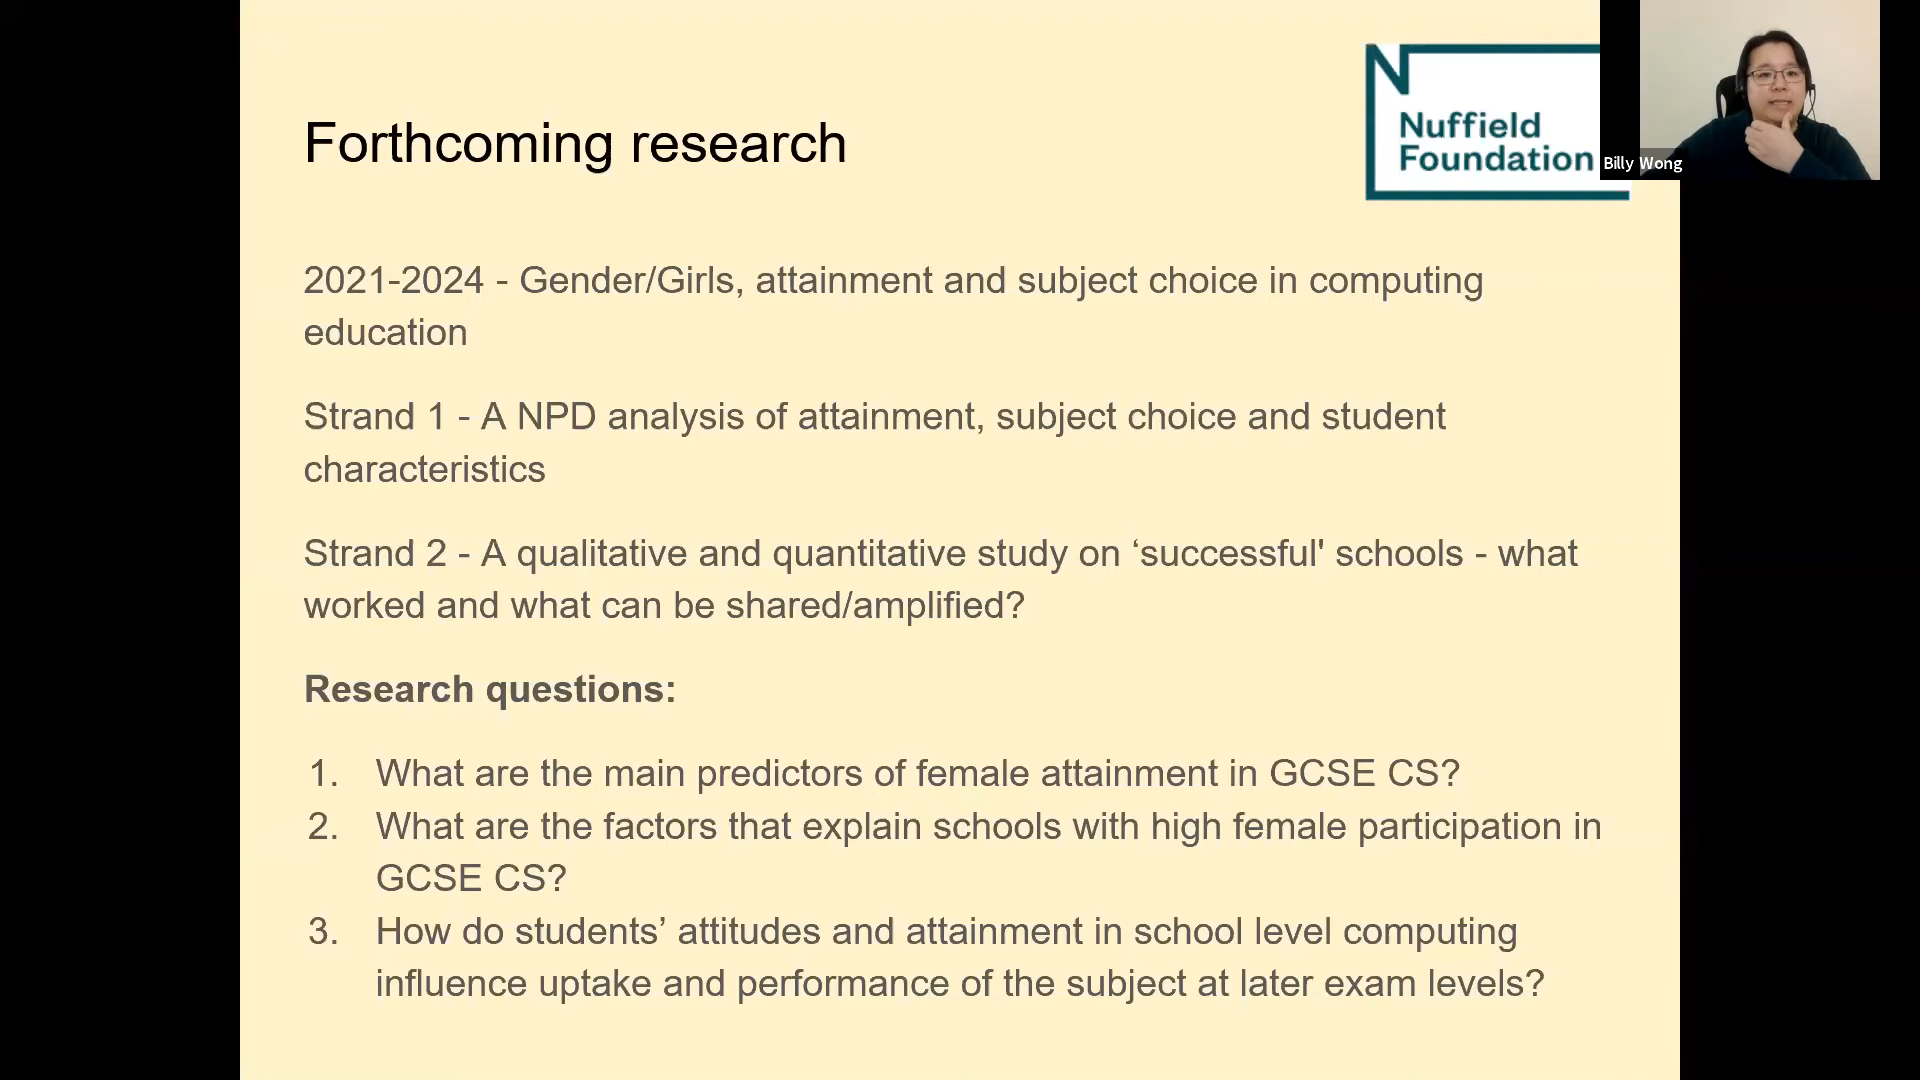 Forthcoming research
N
Nuffield
Foundation
Billy Wong
2021-2024 - Gender/Girls, attainment and subject choice in computing
education
Strand 1 - A NPD analysis of attainment, subject choice and student
characteristics
Strand 2 - A qualitative and quantitative study on ‘successful' schools - what
worked and what can be shared/amplified?
Research questions:
1. What are the main predictors of female attainment in GCSE CS?
2. What are the factors that explain schools with high female participation in
GCSE CS?
3. How do students’ attitudes and attainment in school level computing
influence uptake and performance of the subject at later exam levels?